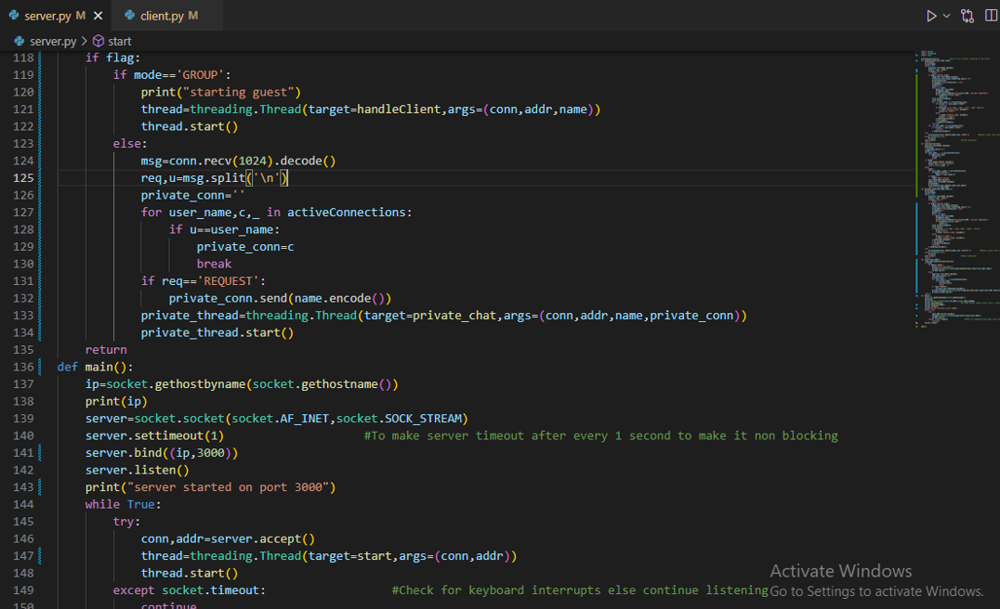 server.py M × client.py M
server.py > start
118 if flag:
119 if mode=='GROUP':
120 print("starting guest")
121 thread=threading.Thread(target=handleClient,args=(conn,addr,name))
122 thread.start()
123 else:
124 msg=conn.recv(1024).decode()
125 req,u=msg.split('\n')
126 private_conn=''
127 for user_name,c,_ in activeConnections:
128 if u==user_name:
129 private_conn=c
130 break
131 if req=='REQUEST':
132 private_conn.send(name.encode())
133 private_thread=threading.Thread(target=private_chat,args=(conn,addr,name,private_conn))
134 private_thread.start()
135 return
136 def main():
137 ip=socket.gethostbyname(socket.gethostname())
138 print(ip)
139 server=socket.socket(socket.AF_INET,socket.SOCK_STREAM)
140 server.settimeout(1) #To make server timeout after every 1 second to make it non blocking
141 server.bind((ip,3000))
142 server.listen()
143 print("server started on port 3000")
144 while True:
145 try:
146 conn,addr=server.accept()
147 thread=threading.Thread(target=start,args=(conn,addr))
148 thread.start()
149 except socket.timeout: #Check for keyboard interrupts else continue listening
150 continue
Activate Windows
Go to Settings to activate Windows.